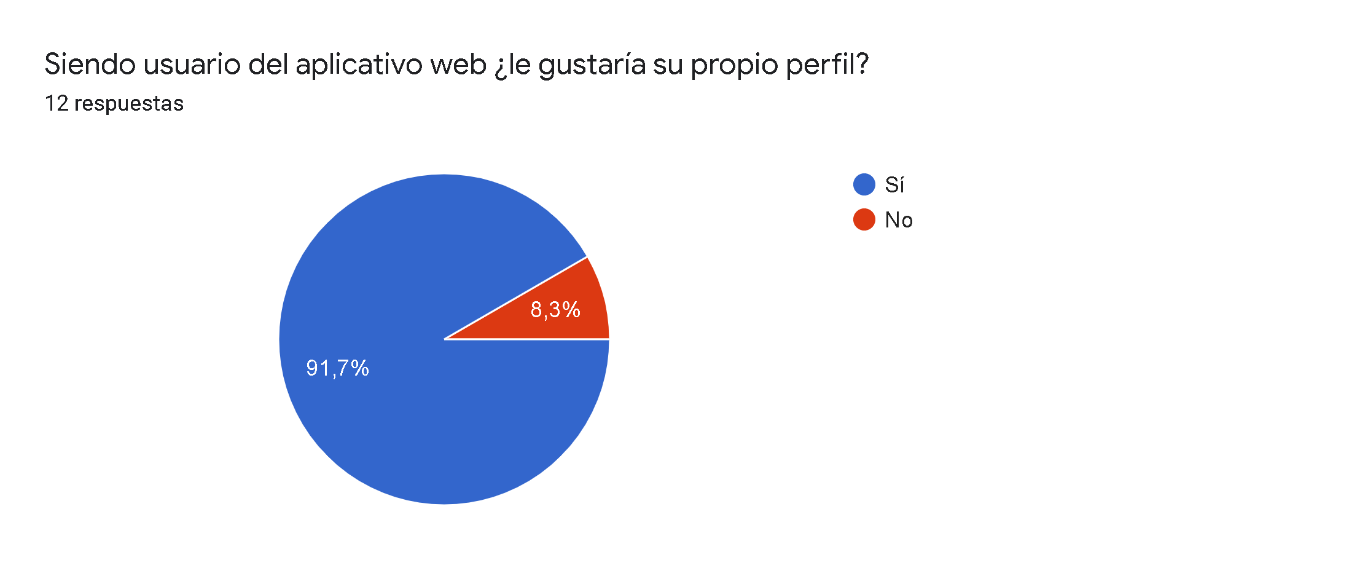 Siendo usuario del aplicativo web ¿le gustaría su propio perfil?
12 respuestas
Sí
No
8,3%
91,7%